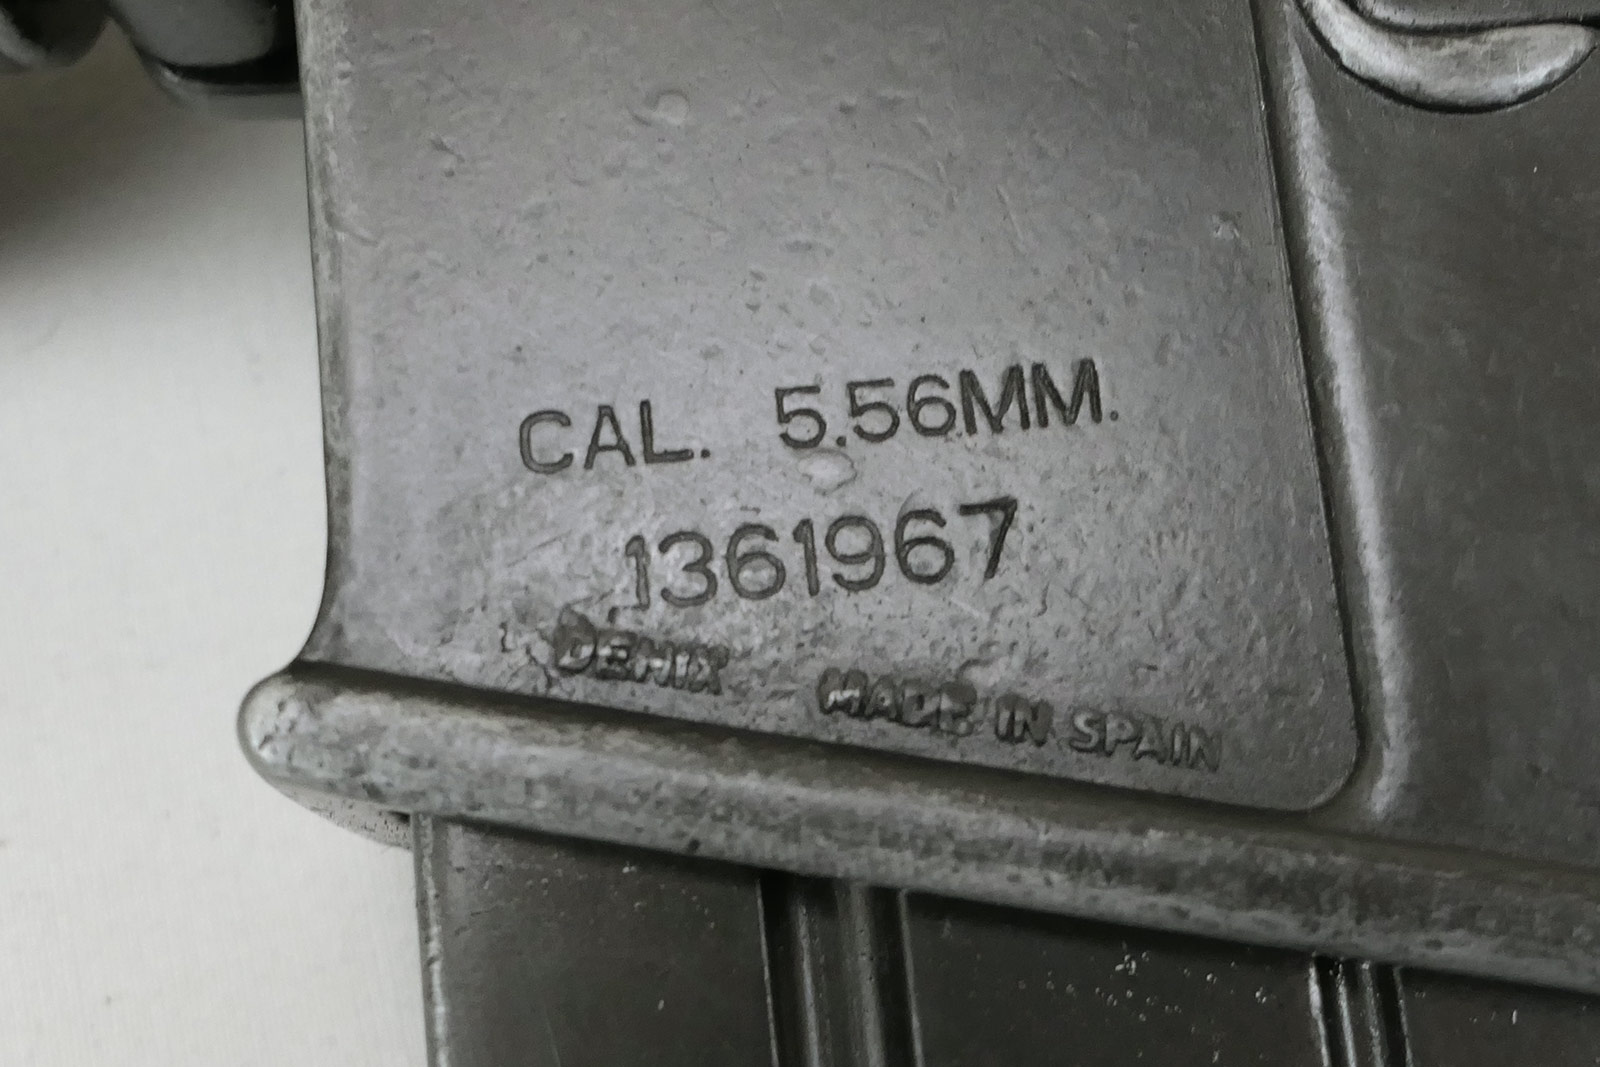 CAL. 5.56MM.
1361967
DENIX MADE IN SPAIN